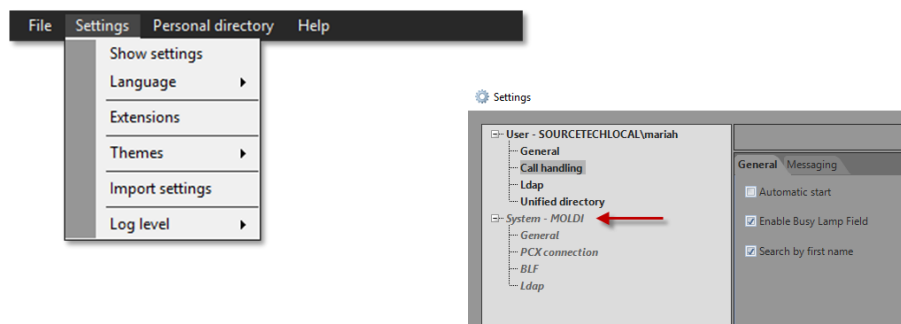 File Settings Personal directory Help
Show settings
Language
Extensions
Themes
Import settings
Log level
Settings
User - SOURCETECHLOCAL\mariah
General
Call handling
Ldap
Unified directory
System - MOLDI
General
PCX connection
BLF
Ldap
General Messaging
Automatic start
Enable Busy Lamp Field
Search by first name